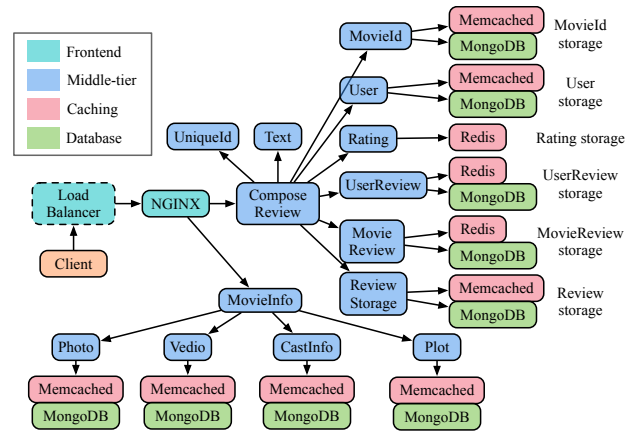 Frontend
Middle-tier
Caching
Database
MovieId
Memcached
MongoDB
MovieId
storage
User
Memcached
MongoDB
User
storage
UniqueId
Text
Rating
Redis
Rating storage
Load
Balancer
NGINX
Compose
Review
UserReview
Redis
MongoDB
UserReview
storage
Client
Movie
Review
Redis
MongoDB
MovieReview
storage
Review
Storage
Memcached
MongoDB
Review
storage
MovieInfo
Photo
Vedio
CastInfo
Plot
Memcached
MongoDB
Memcached
MongoDB
Memcached
MongoDB
Memcached
MongoDB